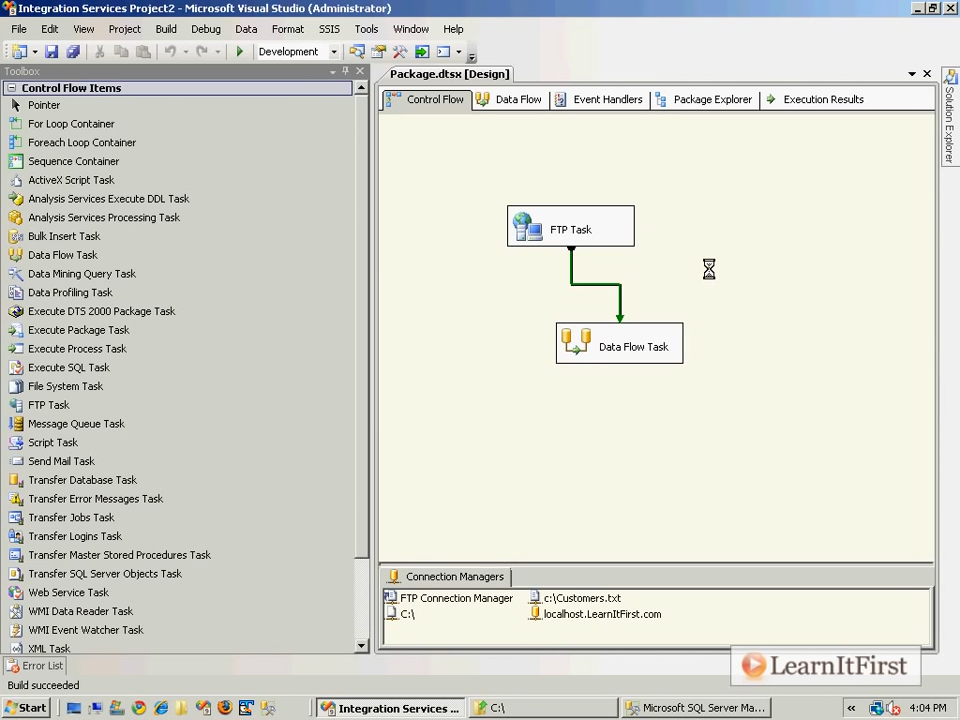 Integration Services Project2 - Microsoft Visual Studio (Administrator)
File Edit View Project Build Debug Data Format SSIS Tools Window Help
Development
Toolbox
Package.dtsx [Design]
Control Flow Items
Control Flow Data Flow Event Handlers Package Explorer Execution Results
Solution Explorer
Pointer
For Loop Container
Foreach Loop Container
Sequence Container
ActiveX Script Task
Analysis Services Execute DDL Task
Analysis Services Processing Task
Bulk Insert Task
Data Flow Task
Data Mining Query Task
Data Profiling Task
Execute DTS 2000 Package Task
Execute Package Task
Execute Process Task
Execute SQL Task
File System Task
FTP Task
Message Queue Task
Script Task
Send Mail Task
Transfer Database Task
Transfer Error Messages Task
Transfer Jobs Task
Transfer Logins Task
Transfer Master Stored Procedures Task
Transfer SQL Server Objects Task
Web Service Task
WMI Data Reader Task
WMI Event Watcher Task
XML Task
FTP Task
Data Flow Task
Connection Managers
FTP Connection Manager c:\Customers.txt
C:\ localhost.LearnItFirst.com
Error List
LearnItFirst
Build succeeded
Start Integration Services ... C:\ Microsoft SQL Server Ma... « 4:04 PM